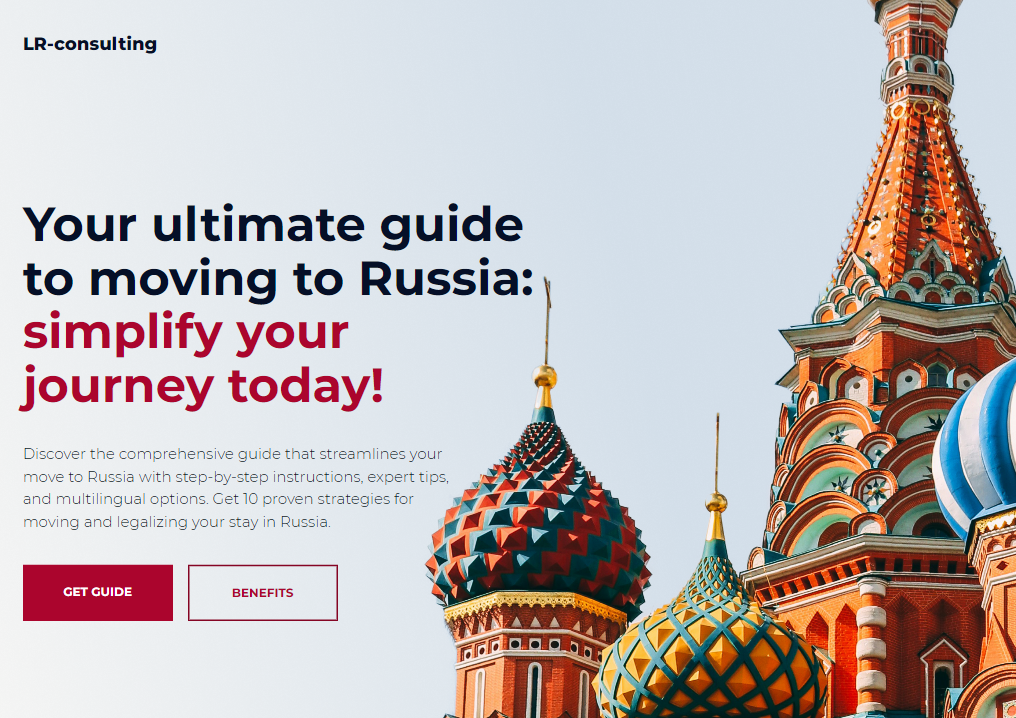 LR-consulting
Your ultimate guide
to moving to Russia:
simplify your
journey today!
Discover the comprehensive guide that streamlines your
move to Russia with step-by-step instructions, expert tips,
and multilingual options. Get 10 proven strategies for
moving and legalizing your stay in Russia.
GET GUIDE
BENEFITS